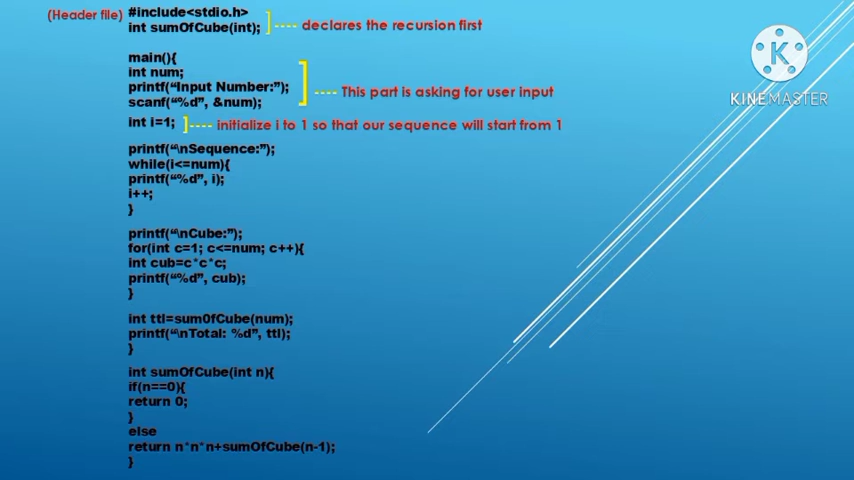 (Header file) #include<stdio.h>
int sumOfCube(int); ]---- declares the recursion first
main(){
int num;
printf(“Input Number:”);
scanf(“%d”, &num); ]---- This part is asking for user input
int i=1; ]---- initialize i to 1 so that our sequence will start from 1
printf(“\nSequence:”);
while(i<=num){
printf(“%d”, i);
i++;
}
printf(“\nCube:”);
for(int c=1; c<=num; c++){
int cub=c*c*c;
printf(“%d”, cub);
}
int ttl=sum0fCube(num);
printf(“\nTotal: %d”, ttl);
}
int sumOfCube(int n){
if(n==0){
return 0;
}
else
return n*n*n+sumOfCube(n-1);
}
K
KINEMASTER